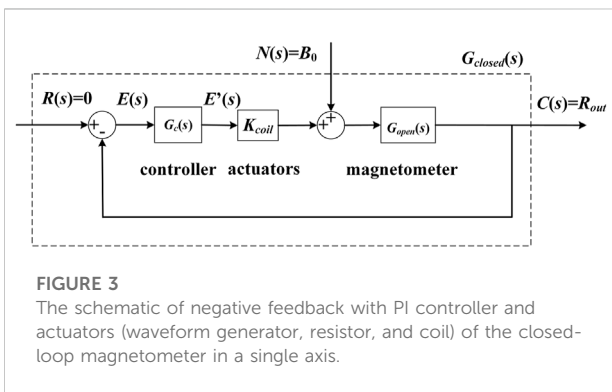 N(s)=B₀
G_closed(s)
R(s)=0 E(s) E'(s) C(s)=R_out
+ - G_c(s) K_coil + + G_open(s)
controller actuators magnetometer
FIGURE 3
The schematic of negative feedback with PI controller and
actuators (waveform generator, resistor, and coil) of the closed-
loop magnetometer in a single axis.